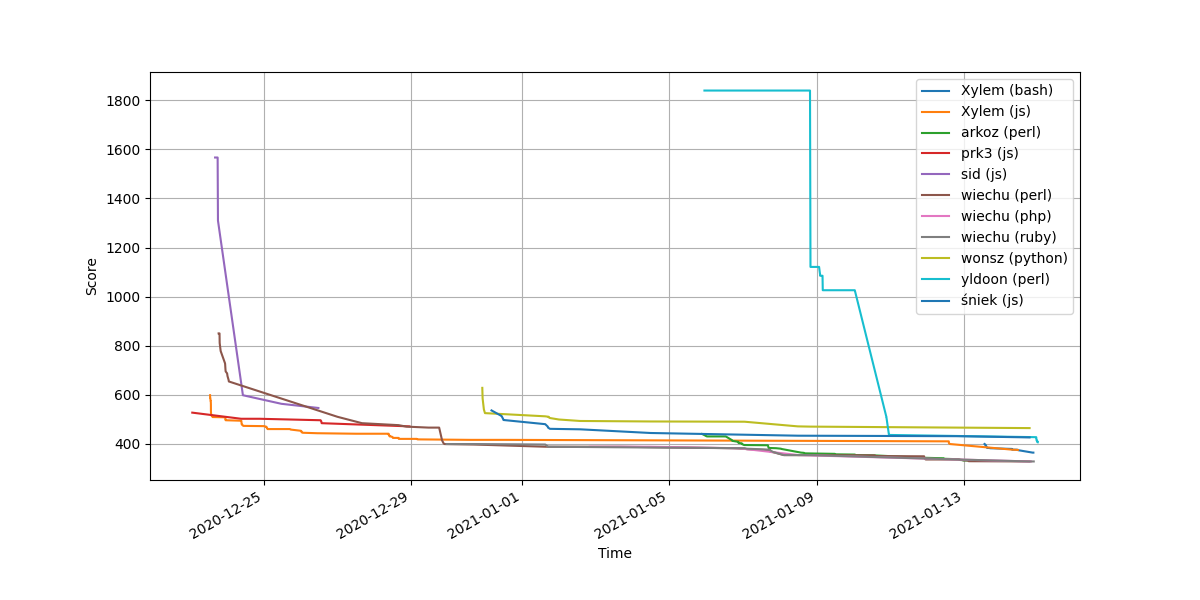 1800
1600
1400
1200
1000
800
600
400
Score
2020-12-25
2020-12-29
2021-01-01
2021-01-05
2021-01-09
2021-01-13
Time
Xylem (bash)
Xylem (js)
arkoz (perl)
prk3 (js)
sid (js)
wiechu (perl)
wiechu (php)
wiechu (ruby)
wonsz (python)
yldoon (perl)
śniek (js)